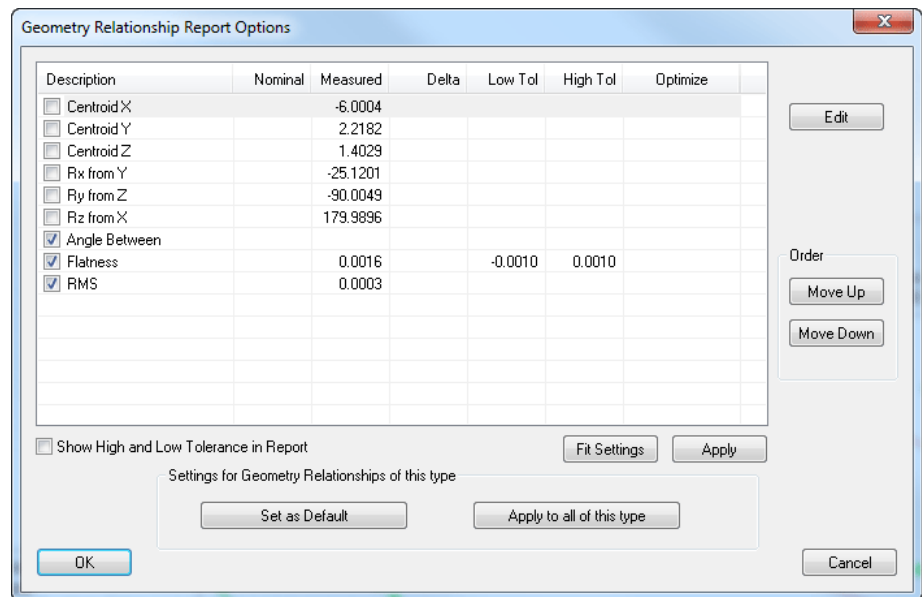 Geometry Relationship Report Options
Description Nominal Measured Delta Low Tol High Tol Optimize
Centroid X -6.0004
Centroid Y 2.2182
Centroid Z 1.4029
Rx from Y -25.1201
Ry from Z -90.0049
Rz from X 179.9896
Angle Between
Flatness 0.0016 -0.0010 0.0010
RMS 0.0003
Edit
Order
Move Up
Move Down
Show High and Low Tolerance in Report
Fit Settings Apply
Settings for Geometry Relationships of this type
Set as Default Apply to all of this type
OK Cancel